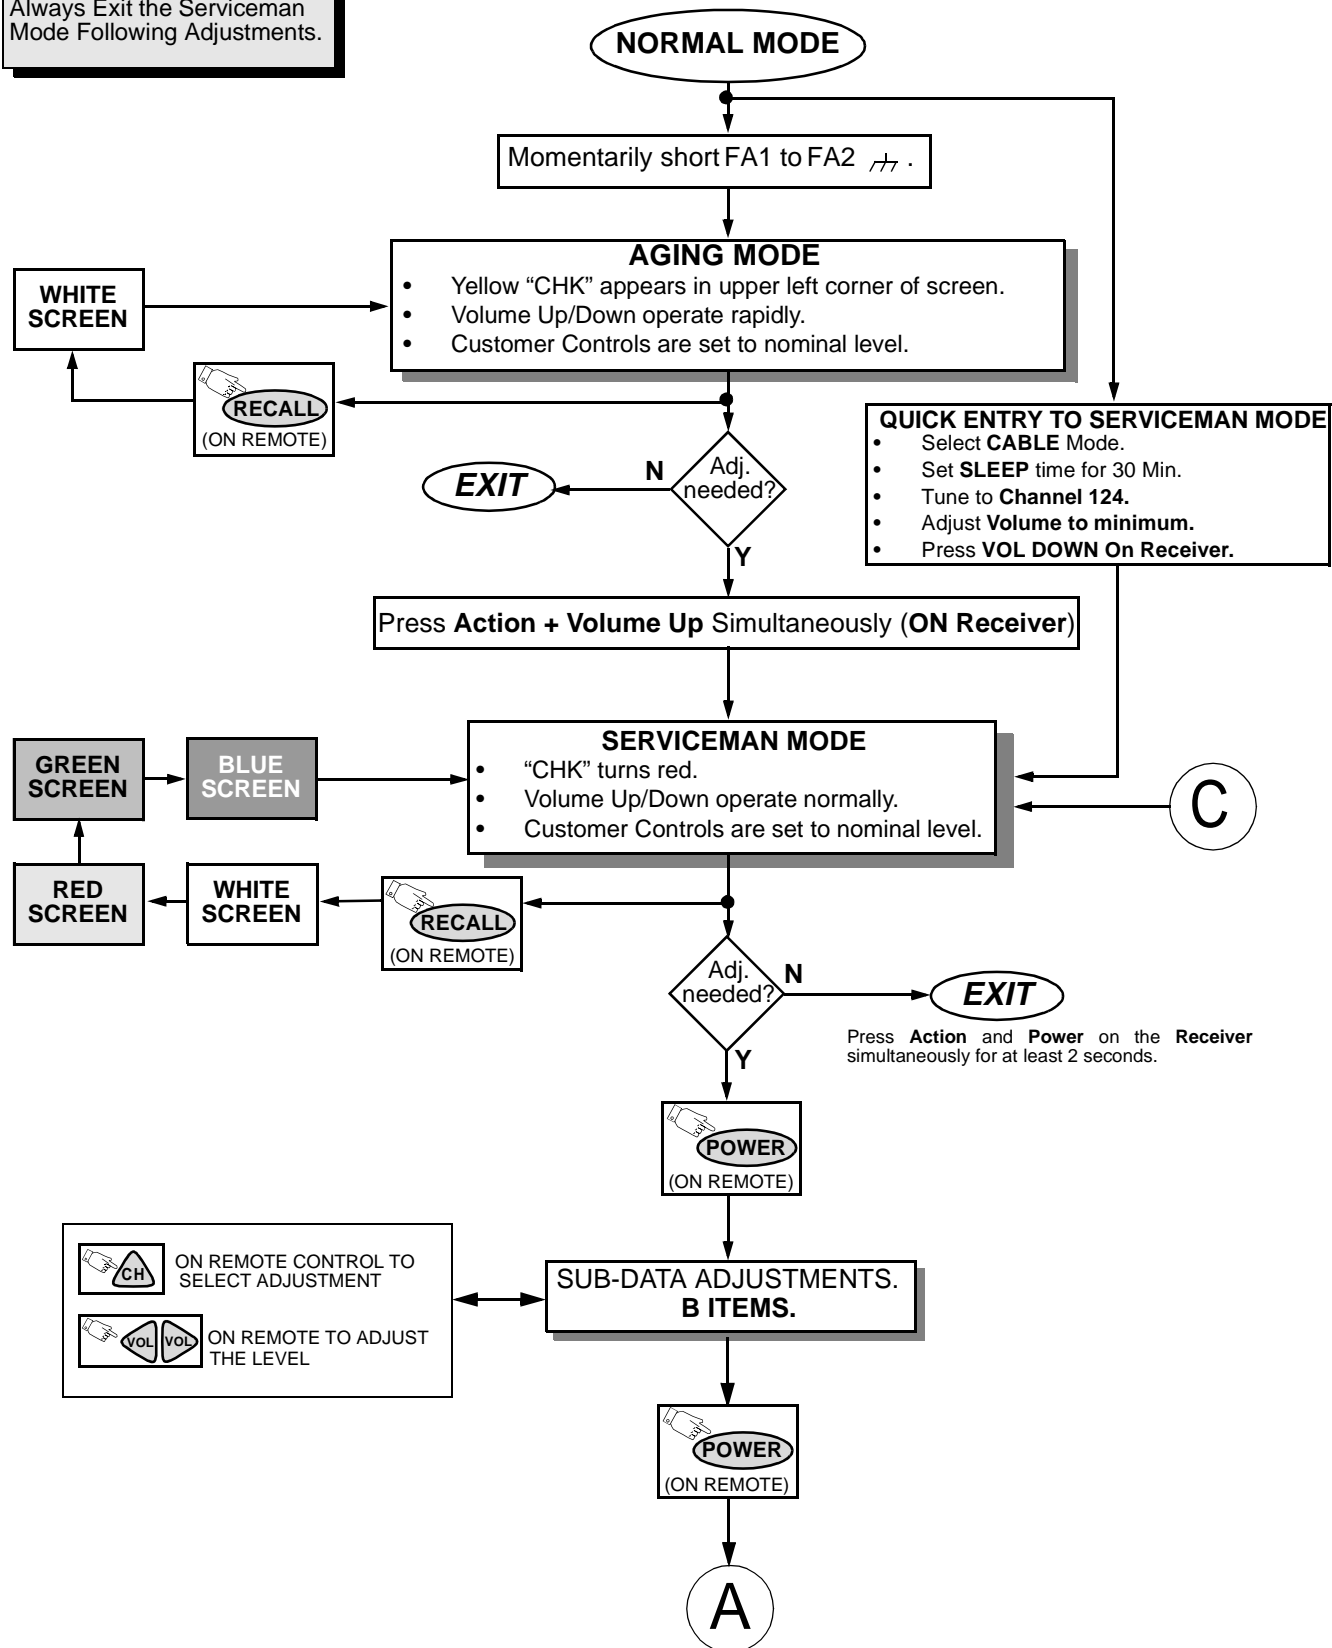 Always Exit the Serviceman
Mode Following Adjustments.
NORMAL MODE
Momentarily short FA1 to FA2 .
AGING MODE
• Yellow “CHK” appears in upper left corner of screen.
• Volume Up/Down operate rapidly.
• Customer Controls are set to nominal level.
WHITE
SCREEN
RECALL
(ON REMOTE)
QUICK ENTRY TO SERVICEMAN MODE
• Select CABLE Mode.
• Set SLEEP time for 30 Min.
• Tune to Channel 124.
• Adjust Volume to minimum.
• Press VOL DOWN On Receiver.
Adj.
needed?
N
EXIT
Y
Press Action + Volume Up Simultaneously (ON Receiver)
SERVICEMAN MODE
• “CHK” turns red.
• Volume Up/Down operate normally.
• Customer Controls are set to nominal level.
GREEN
SCREEN
BLUE
SCREEN
C
RED
SCREEN
WHITE
SCREEN
RECALL
(ON REMOTE)
Adj.
needed?
N
EXIT
Press Action and Power on the Receiver
simultaneously for at least 2 seconds.
Y
POWER
(ON REMOTE)
CH
ON REMOTE CONTROL TO
SELECT ADJUSTMENT
VOL VOL
ON REMOTE TO ADJUST
THE LEVEL
SUB-DATA ADJUSTMENTS.
B ITEMS.
POWER
(ON REMOTE)
A